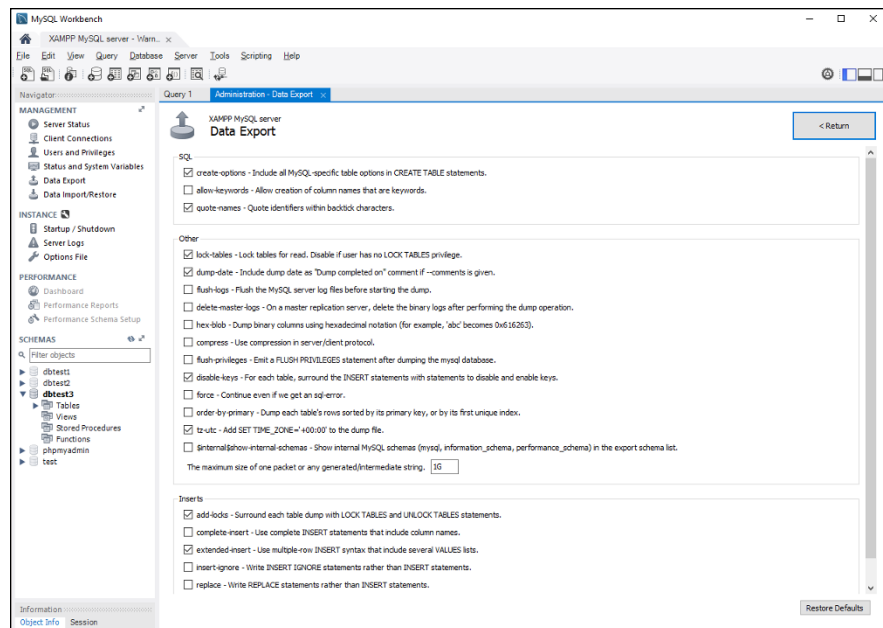 MySQL Workbench
XAMPP MySQL server - Warn..
File Edit View Query Database Server Tools Scripting Help
Navigator
MANAGEMENT
Server Status
Client Connections
Users and Privileges
Status and System Variables
Data Export
Data Import/Restore
INSTANCE
Startup / Shutdown
Server Logs
Options File
PERFORMANCE
Dashboard
Performance Reports
Performance Schema Setup
SCHEMAS
Filter objects
dbtest1
dbtest2
dbtest3
Tables
Views
Stored Procedures
Functions
phpmyadmin
test
Information
Object Info Session
Query 1 Administration - Data Export
XAMPP MySQL server
Data Export
< Return
SQL
create-options - Include all MySQL-specific table options in CREATE TABLE statements.
allow-keywords - Allow creation of column names that are keywords.
quote-names - Quote identifiers within backtick characters.
Other
lock-tables - Lock tables for read. Disable if user has no LOCK TABLES privilege.
dump-date - Include dump date as "Dump completed on" comment if --comments is given.
flush-logs - Flush the MySQL server log files before starting the dump.
delete-master-logs - On a master replication server, delete the binary logs after performing the dump operation.
hex-blob - Dump binary columns using hexadecimal notation (for example, 'abc' becomes 0x616263).
compress - Use compression in server/client protocol.
flush-privileges - Emit a FLUSH PRIVILEGES statement after dumping the mysql database.
disable-keys - For each table, surround the INSERT statements with statements to disable and enable keys.
force - Continue even if we get an sql-error.
order-by-primary - Dump each table's rows sorted by its primary key, or by its first unique index.
tz-utc - Add SET TIME_ZONE='+00:00' to the dump file.
$internal$show-internal-schemas - Show internal MySQL schemas (mysql, information_schema, performance_schema) in the export schema list.
The maximum size of one packet or any generated/intermediate string. 1G
Inserts
add-locks - Surround each table dump with LOCK TABLES and UNLOCK TABLES statements.
complete-insert - Use complete INSERT statements that include column names.
extended-insert - Use multiple-row INSERT syntax that include several VALUES lists.
insert-ignore - Write INSERT IGNORE statements rather than INSERT statements.
replace - Write REPLACE statements rather than INSERT statements.
Restore Defaults